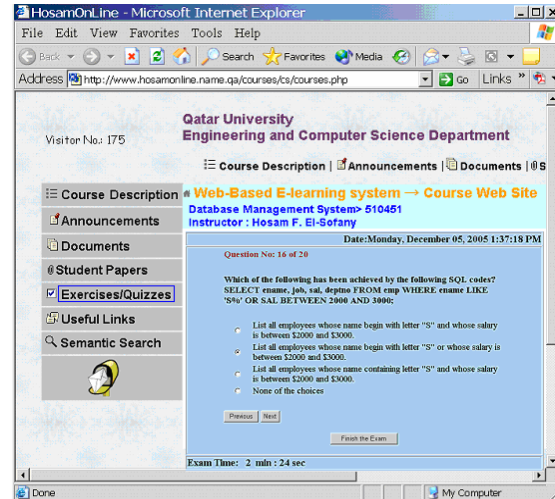 HosamOnLine - Microsoft Internet Explorer
File Edit View Favorites Tools Help
Back Search Favorites Media
Address http://www.hosamonline.name.qa/courses/cs/courses.php Go Links »
Qatar University
Engineering and Computer Science Department
Visitor No.: 175
Course Description | Announcements | Documents | S
Course Description
Announcements
Documents
Student Papers
Exercises/Quizzes
Useful Links
Semantic Search
Web-Based E-learning system → Course Web Site
Database Management System> 510451
Instructor : Hosam F. El-Sofany
Date:Monday, December 05, 2005 1:37:18 PM
Question No: 16 of 20
Which of the following has been achieved by the following SQL codes?
SELECT ename, job, sal, deptno FROM emp WHERE ename LIKE
'S%' OR SAL BETWEEN 2000 AND 3000;
List all employees whose name begin with letter "S" and whose salary
is between $2000 and $3000.
List all employees whose name begin with letter "S" or whose salary is
between $2000 and $3000.
List all employees whose name containing letter "S" and whose salary
is between $2000 and $3000.
None of the choices
Previous Next
Finish the Exam
Exam Time: 2 min : 24 sec
Done My Computer